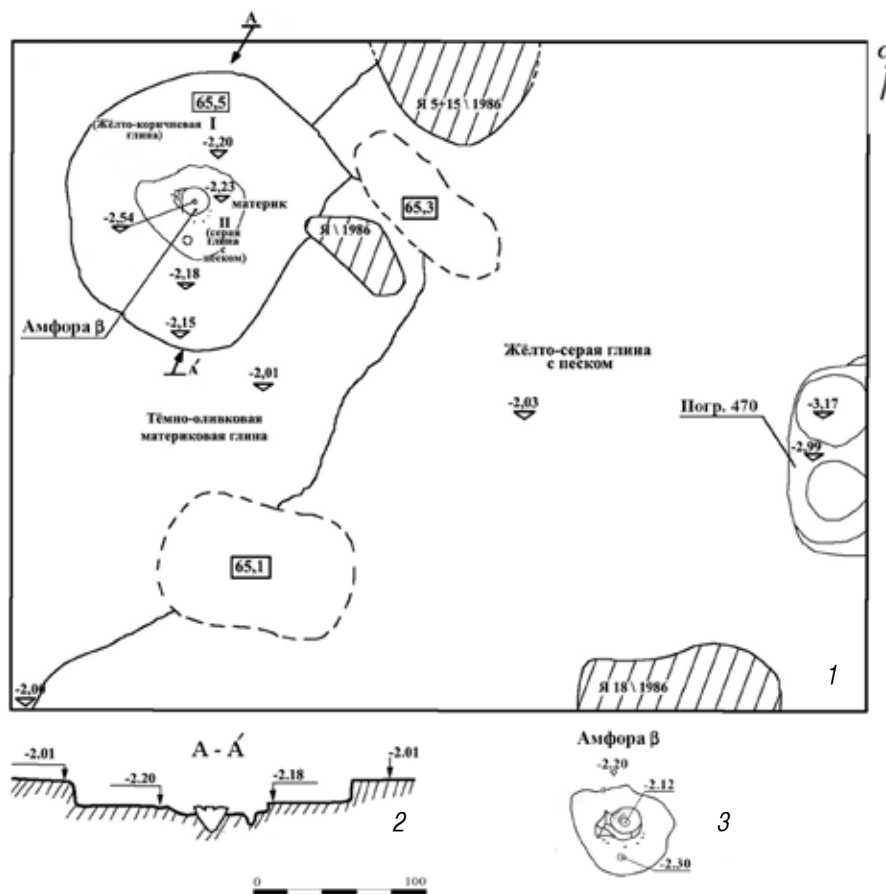 А
С
65,5
I
(Жёлто-коричневая
глина)
-2,20
Я 5+15 \ 1986
-2,23
материк
65,3
-2,54
II
(серая
глина
с
песком)
Я \ 1986
-2,18
Амфора β
-2,15
А′
-2,01
Жёлто-серая глина
с песком
-2,03
Тёмно-оливковая
материковая глина
Погр. 470
-3,17
-2,99
65,1
-2,00
Я 18 \ 1986
1
А - А′
-2.01
-2.20
-2.18
-2.01
2
0
100
Амфора β
-2,20
-2.12
-2.30
3